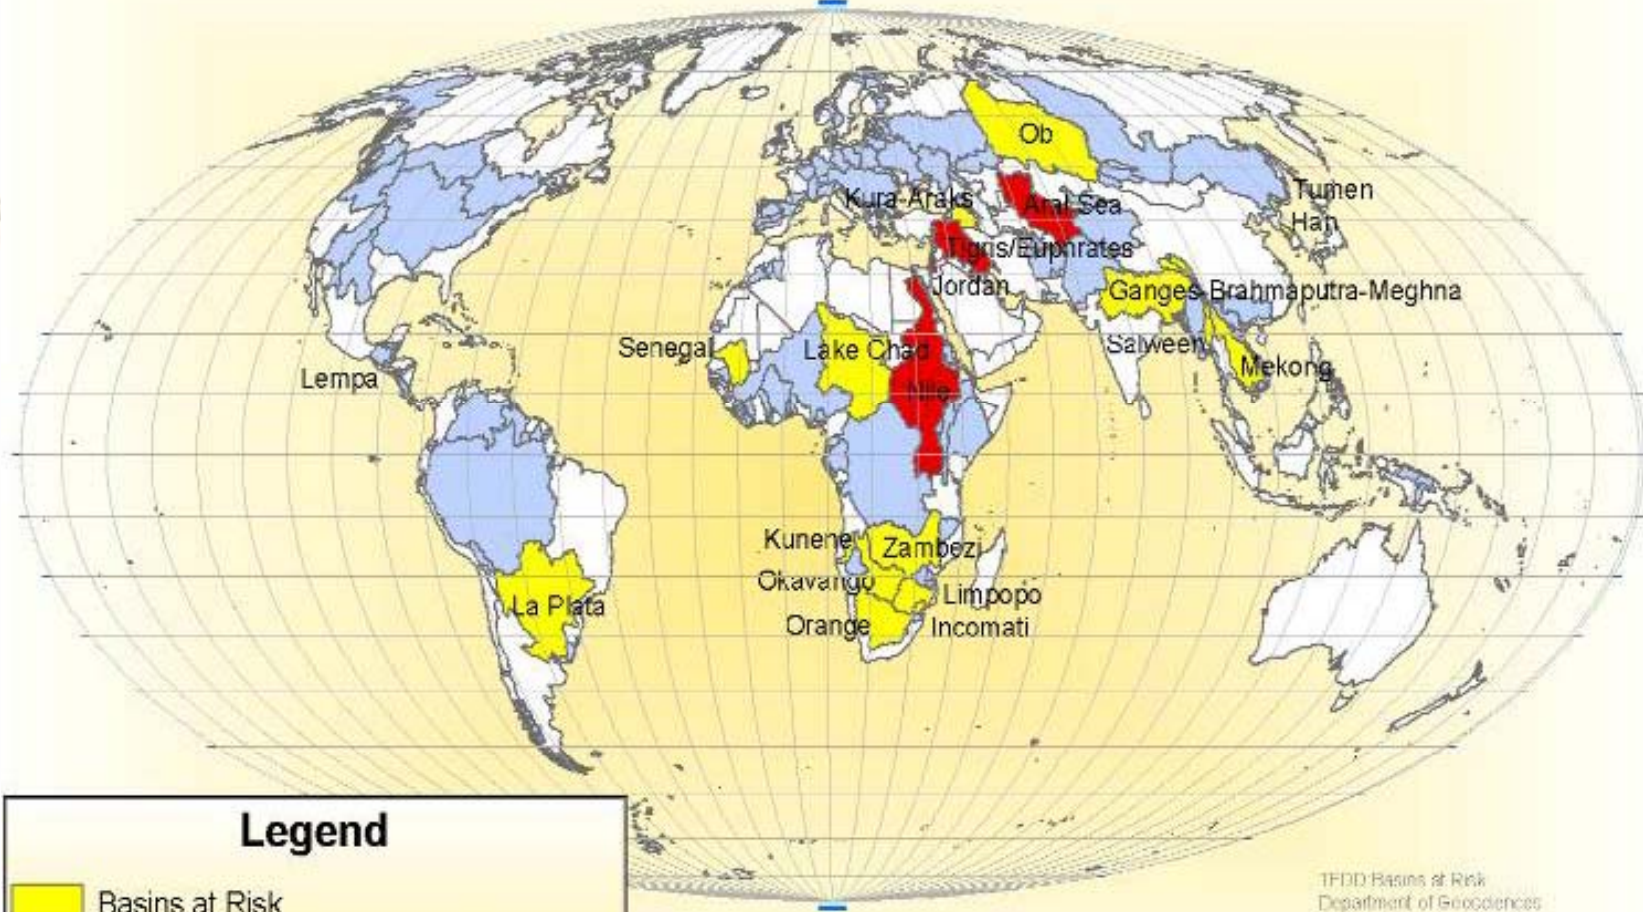 Ob
Tumen
Kura-Araks
Aral Sea
Han
Tigris/Euphrates
Jordan
Ganges-Brahmaputra-Meghna
Senegal
Lake Chad
Salween
Mekong
Lempa
Nile
Kunene
Zambezi
Okavango
Limpopo
La Plata
Orange
Incomati
Legend
Basins at Risk
TFDD Basins at Risk
Department of Geosciences